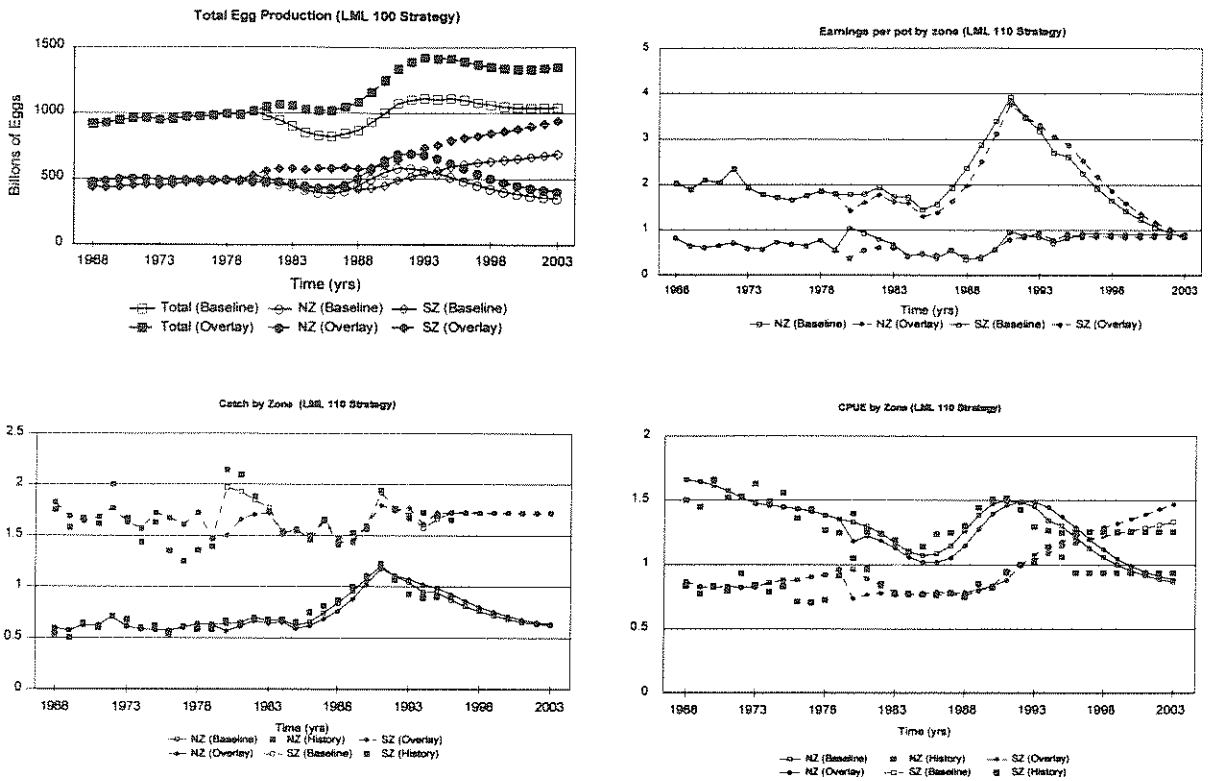 Total Egg Production (LML 100 Strategy)
1500
1000
500
0
Billions of Eggs
1968 1973 1978 1983 1988 1993 1998 2003
Time (yrs)
Total (Baseline) NZ (Baseline) SZ (Baseline)
Total (Overlay) NZ (Overlay) SZ (Overlay)
Earnings per pot by zone (LML 110 Strategy)
5
4
3
2
1
0
1968 1973 1978 1983 1988 1993 1998 2003
Time (yrs)
NZ (Baseline) NZ (Overlay) SZ (Baseline) SZ (Overlay)
Catch by Zone (LML 110 Strategy)
2.5
2
1.5
1
0.5
0
1968 1973 1978 1983 1988 1993 1998 2003
Time (yrs)
NZ (Baseline) NZ (History) SZ (Overlay)
NZ (Overlay) SZ (Baseline) SZ (History)
CPUE by Zone (LML 110 Strategy)
2
1.5
1
0.5
0
1968 1973 1978 1983 1988 1993 1998 2003
Time (yrs)
NZ (Baseline) NZ (History) SZ (Overlay)
NZ (Overlay) SZ (Baseline) SZ (History)